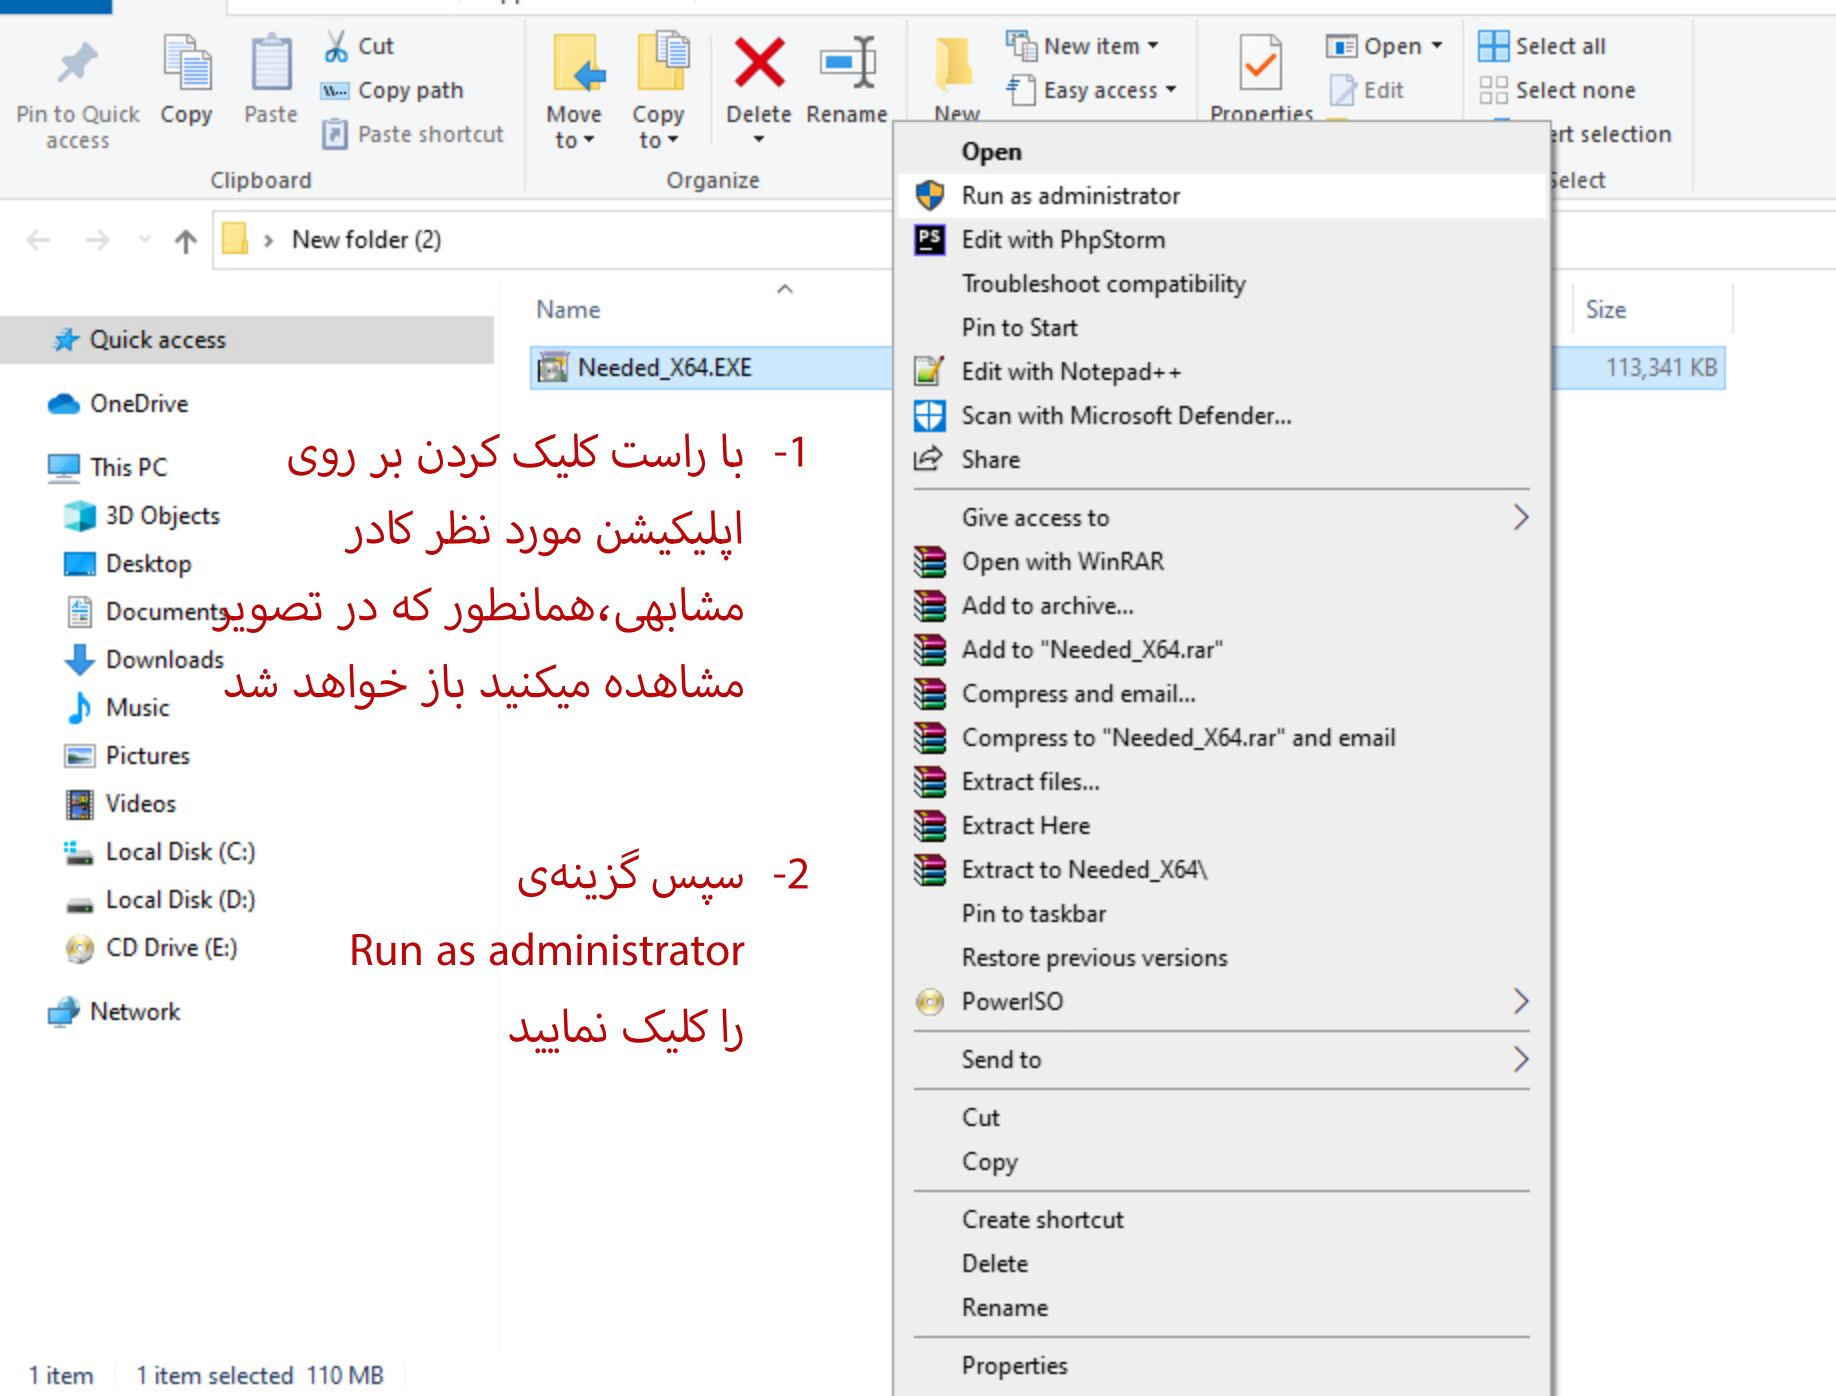 Pin to Quick access
Copy
Paste
Cut
Copy path
Paste shortcut
Clipboard
Move to
Copy to
Delete
Rename
Organize
New
New item
Easy access
Properties
Open
Edit
Select all
Select none
ert selection
Select
New folder (2)
Name
Size
Needed_X64.EXE
113,341 KB
Quick access
OneDrive
This PC
3D Objects
Desktop
Documents
Downloads
Music
Pictures
Videos
Local Disk (C:)
Local Disk (D:)
CD Drive (E:)
Network
1- با راست کلیک کردن بر روی
اپلیکیشن مورد نظر کادر
مشابهی،همانطور که در تصویر
مشاهده میکنید باز خواهد شد
2- سپس گزینه‌ی
Run as administrator
را کلیک نمایید
Open
Run as administrator
Edit with PhpStorm
Troubleshoot compatibility
Pin to Start
Edit with Notepad++
Scan with Microsoft Defender...
Share
Give access to
Open with WinRAR
Add to archive...
Add to "Needed_X64.rar"
Compress and email...
Compress to "Needed_X64.rar" and email
Extract files...
Extract Here
Extract to Needed_X64\
Pin to taskbar
Restore previous versions
PowerISO
Send to
Cut
Copy
Create shortcut
Delete
Rename
Properties
1 item
1 item selected 110 MB